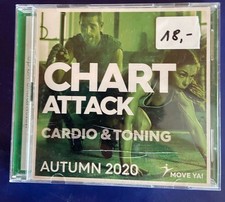 18,-
CHART
ATTACK
CARDIO & TONING
AUTUMN 2020
MOVE YA!